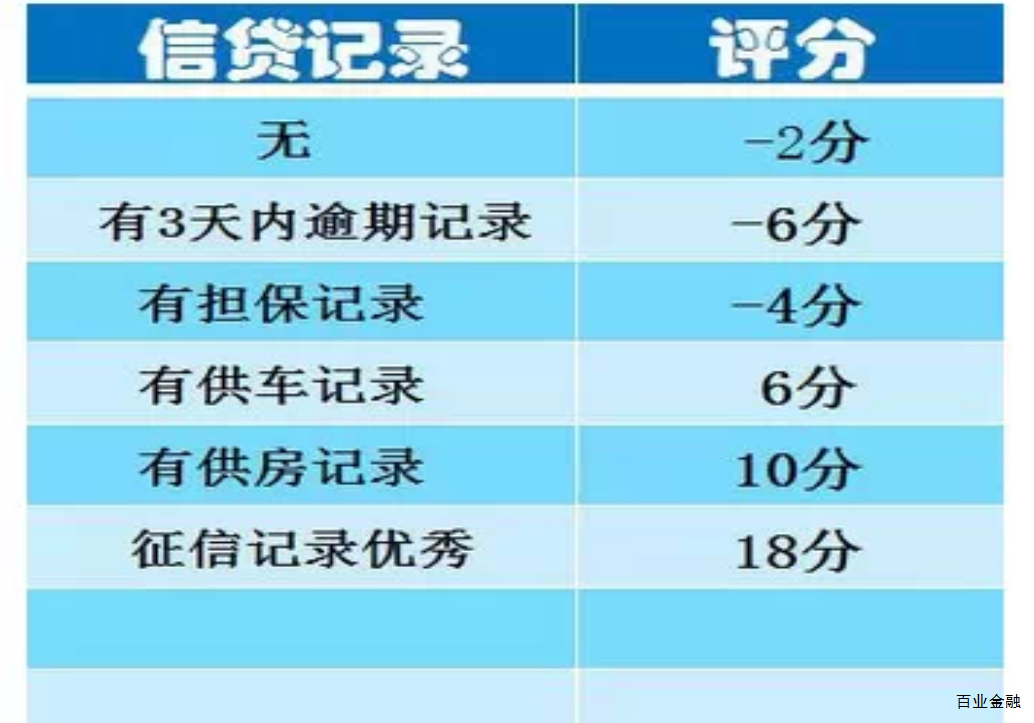 信贷记录 评分
无 -2分
有3天内逾期记录 -6分
有担保记录 -4分
有供车记录 6分
有供房记录 10分
征信记录优秀 18分
百业金融